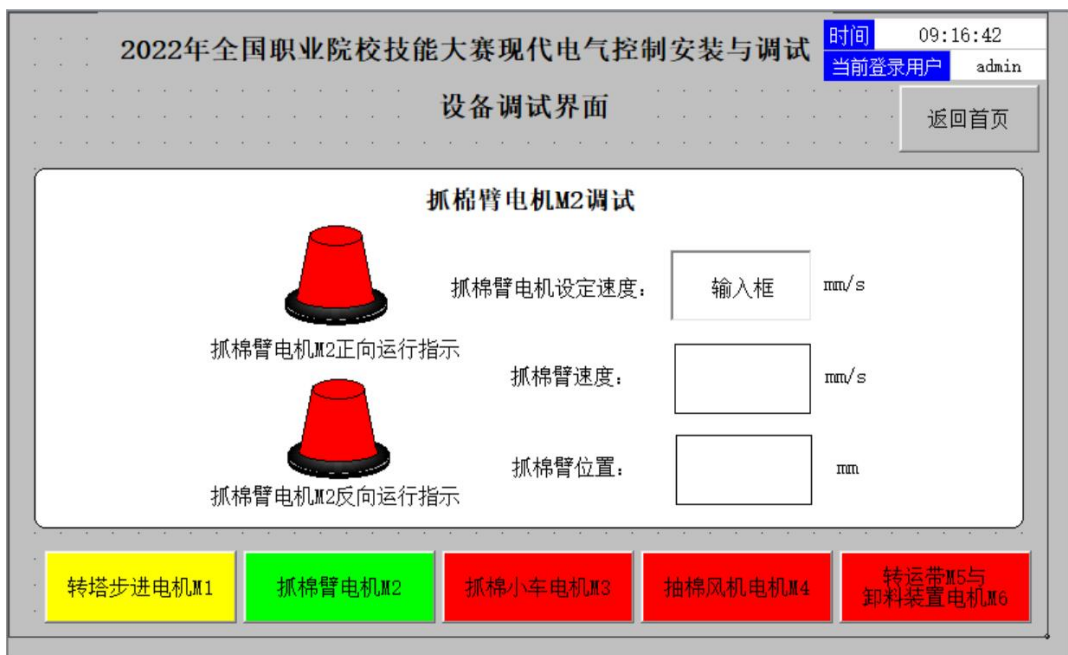 2022年全国职业院校技能大赛现代电气控制安装与调试
时间 09:16:42
当前登录用户 admin
设备调试界面
返回首页
抓棉臂电机M2调试
抓棉臂电机设定速度: 输入框 mm/s
抓棉臂电机M2正向运行指示
抓棉臂速度: mm/s
抓棉臂位置: mm
抓棉臂电机M2反向运行指示
转塔步进电机M1
抓棉臂电机M2
抓棉小车电机M3
抽棉风机电机M4
转运带M5与
卸料装置电机M6